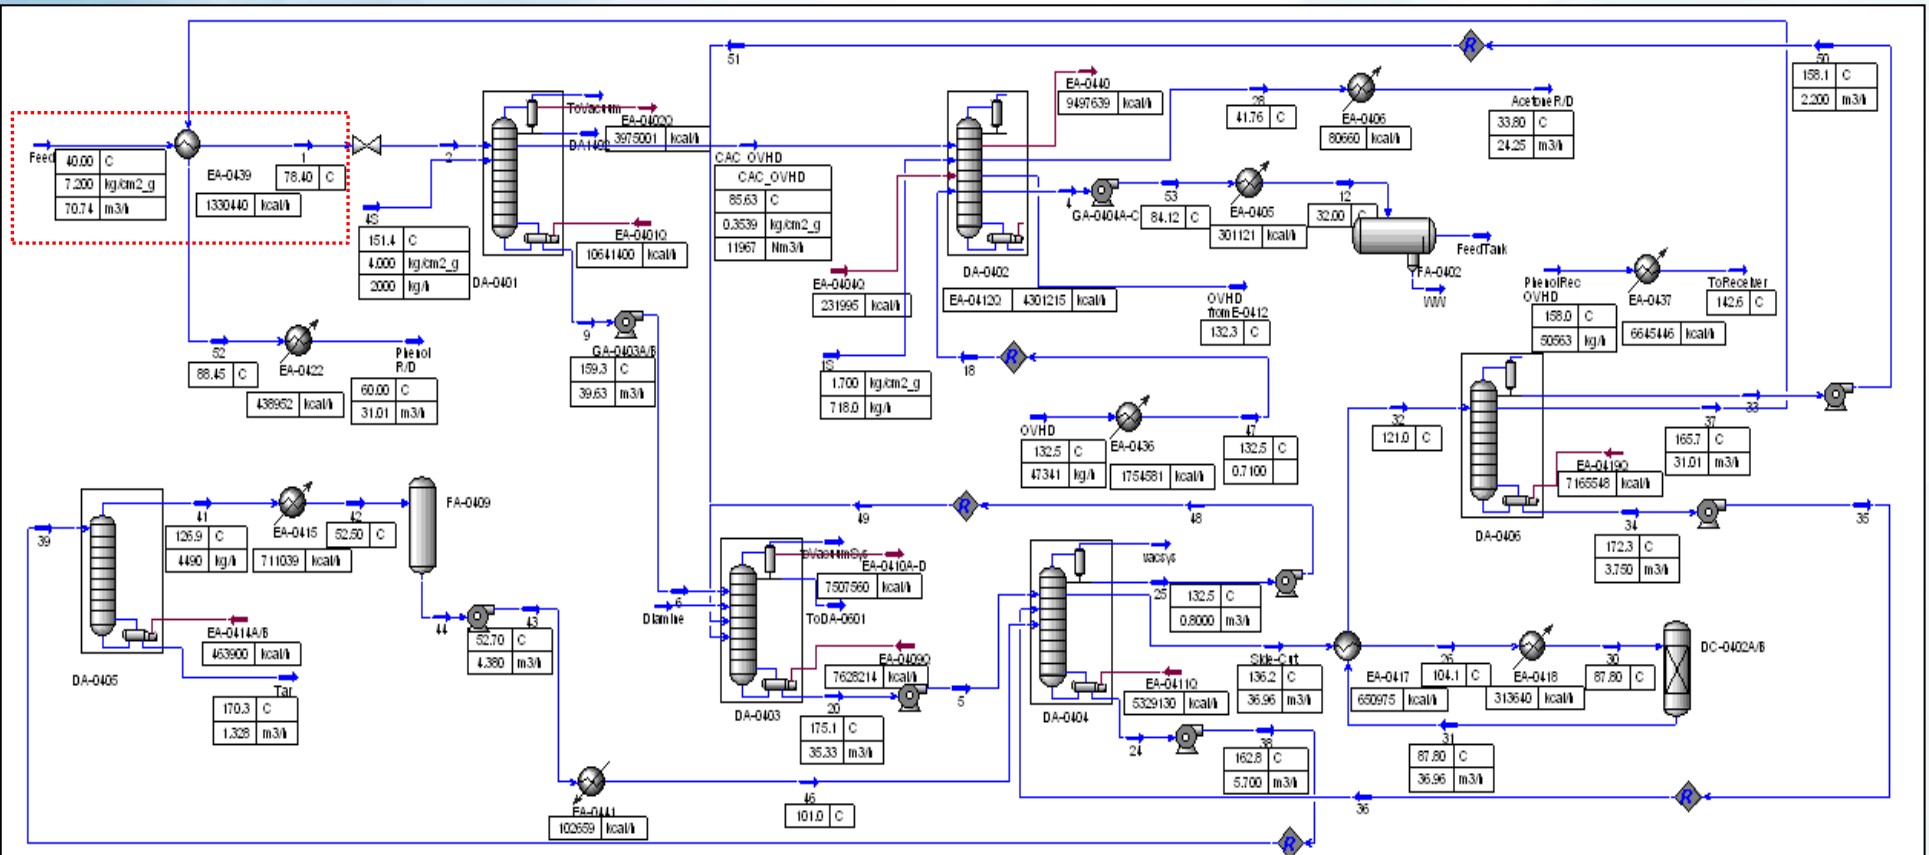 51
50
158.1 C
2.200 m3/h
R
Feed
40.00 C
7.200 kg/cm2_g
70.74 m3/h
EA-0439
1330440 kcal/h
1
78.40 C
2
4S
151.4 C
4.000 kg/cm2_g
2000 kg/h
DA-0401
ToVacuum
EA-0402Q
3975001 kcal/h
EA-0401Q
10641400 kcal/h
CAC_OVHD
CAC_OVHD
85.63 C
0.3539 kg/cm2_g
11967 Nm3/h
EA-0440
9497639 kcal/h
28
41.76 C
EA-0406
80660 kcal/h
Acetone R/D
33.80 C
24.25 m3/h
4
GA-0404A-C
53
84.12 C
EA-0405
301121 kcal/h
12
32.00 C
FeedTank
FA-0402
WW
DA-0402
EA-0404Q
231995 kcal/h
EA-0412Q 4301215 kcal/h
OVHD
from E-0412
132.3 C
1S
1.700 kg/cm2_g
718.0 kg/h
18
R
PhenolRec
OVHD
158.0 C
50563 kg/h
EA-0437
6645446 kcal/h
ToReceiver
142.6 C
52
88.45 C
EA-0422
438952 kcal/h
Phenol
R/D
60.00 C
31.01 m3/h
9
GA-0403A/B
159.3 C
39.63 m3/h
OVHD
132.5 C
47341 kg/h
EA-0436
1754581 kcal/h
47
132.5 C
0.7100
32
121.0 C
33
37
165.7 C
31.01 m3/h
EA-0419Q
7165548 kcal/h
DA-0406
34
172.3 C
3.750 m3/h
35
39
41
126.9 C
4490 kg/h
EA-0415
711039 kcal/h
42
52.50 C
FA-0409
49
R
48
44
43
52.70 C
4.380 m3/h
EA-0414A/B
463900 kcal/h
DA-0405
Tar
170.3 C
1.328 m3/h
6
Diamine
ToVacuumSys
EA-0410A-D
7507560 kcal/h
ToDA-0601
EA-0409Q
7628214 kcal/h
DA-0403
20
175.1 C
35.33 m3/h
5
vacsys
25
132.5 C
0.8000 m3/h
EA-0411Q
5329130 kcal/h
DA-0404
24
38
162.8 C
5.700 m3/h
Side-Cut
136.2 C
36.96 m3/h
EA-0417
650975 kcal/h
26
104.1 C
EA-0418
313640 kcal/h
30
87.80 C
DC-0402A/B
31
87.80 C
36.96 m3/h
EA-0441
102659 kcal/h
46
101.0 C
36
R
R